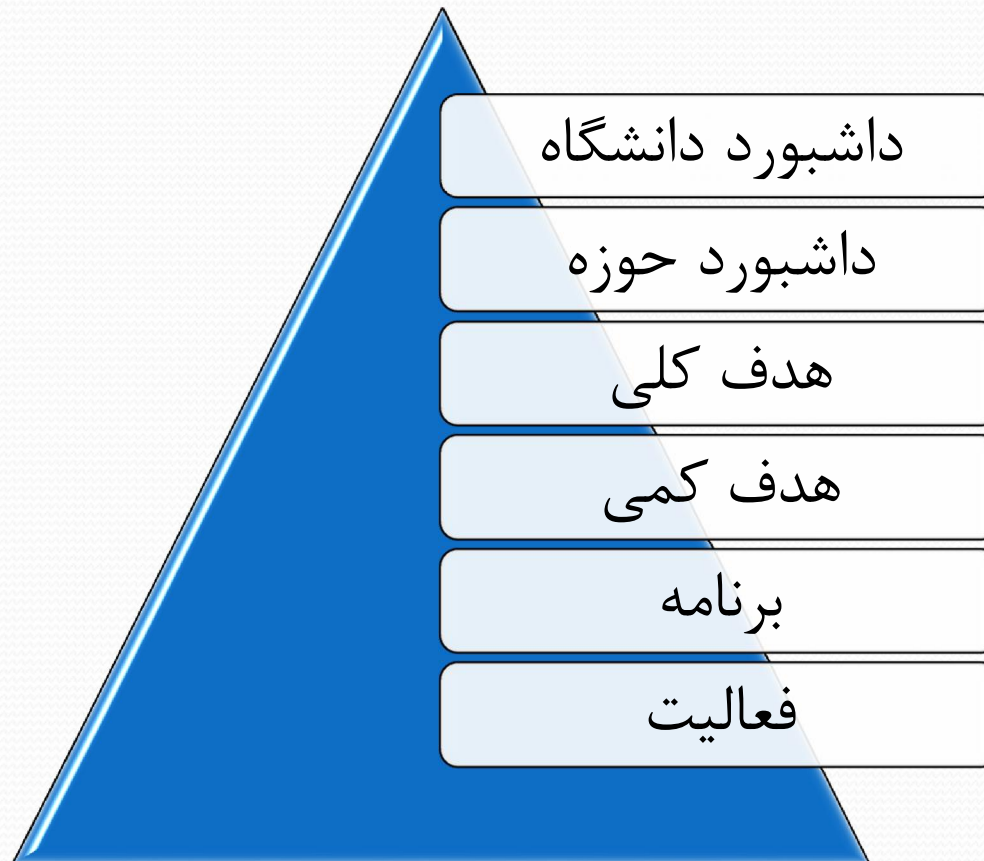 داشبورد دانشگاه
داشبورد حوزه
هدف کلی
هدف کمی
برنامه
فعالیت